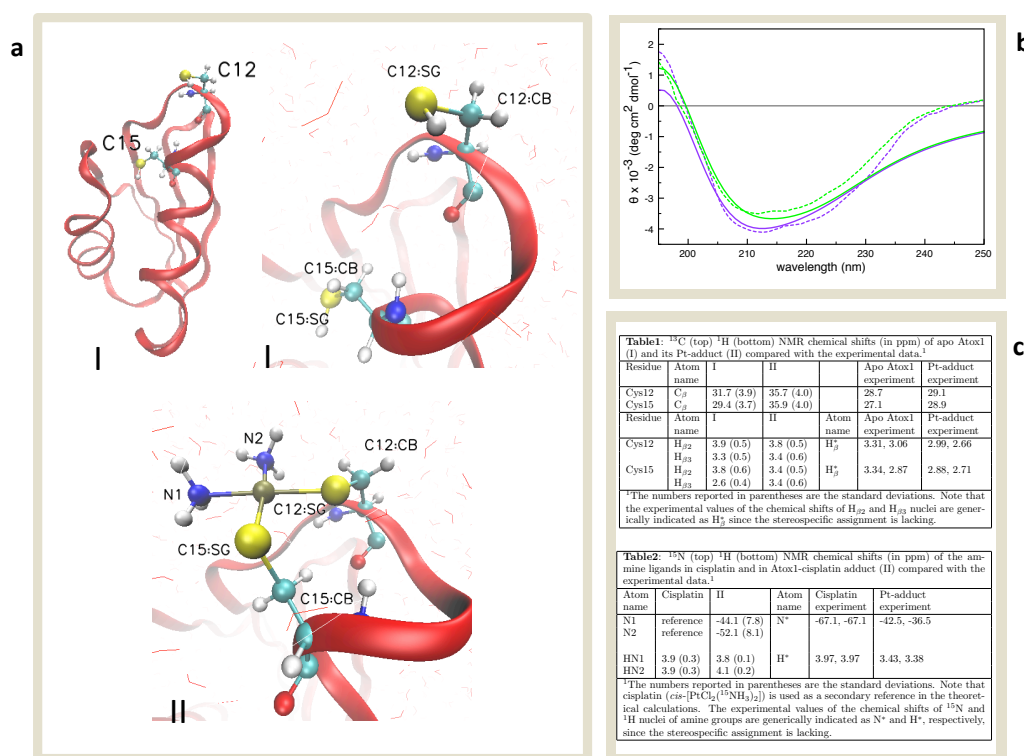 a
C12
C15
I
C12:SG
C12:CB
C15:CB
C15:SG
I
N2
C12:CB
N1
C12:SG
C15:SG
C15:CB
II
b
θ x 10⁻³ (deg cm² dmol⁻¹)
2
1
0
-1
-2
-3
-4
200 210 220 230 240 250
wavelength (nm)
c
Table1: ¹³C (top) ¹H (bottom) NMR chemical shifts (in ppm) of apo Atox1
(I) and its Pt-adduct (II) compared with the experimental data.¹
Residue Atom I II Apo Atox1 Pt-adduct
name experiment experiment
Cys12 Cβ 31.7 (3.9) 35.7 (4.0) 28.7 29.1
Cys15 Cβ 29.4 (3.7) 35.9 (4.0) 27.1 28.9
Residue Atom I II Atom Apo Atox1 Pt-adduct
name name experiment experiment
Cys12 Hβ2 3.9 (0.5) 3.8 (0.5) H*β 3.31, 3.06 2.99, 2.66
Hβ3 3.3 (0.5) 3.4 (0.6)
Cys15 Hβ2 3.8 (0.6) 3.4 (0.5) H*β 3.34, 2.87 2.88, 2.71
Hβ3 2.6 (0.4) 3.4 (0.6)
¹The numbers reported in parentheses are the standard deviations. Note that
the experimental values of the chemical shifts of Hβ2 and Hβ3 nuclei are gener-
ically indicated as H*β since the stereospecific assignment is lacking.
Table2: ¹⁵N (top) ¹H (bottom) NMR chemical shifts (in ppm) of the am-
mine ligands in cisplatin and in Atox1-cisplatin adduct (II) compared with the
experimental data.¹
Atom Cisplatin II Atom Cisplatin Pt-adduct
name name experiment experiment
N1 reference -44.1 (7.8) N* -67.1, -67.1 -42.5, -36.5
N2 reference -52.1 (8.1)
HN1 3.9 (0.3) 3.8 (0.1) H* 3.97, 3.97 3.43, 3.38
HN2 3.9 (0.3) 4.1 (0.2)
¹The numbers reported in parentheses are the standard deviations. Note that
cisplatin (cis-[PtCl₂(¹⁵NH₃)₂]) is used as a secondary reference in the theoret-
ical calculations. The experimental values of the chemical shifts of ¹⁵N and
¹H nuclei of amine groups are generically indicated as N* and H*, respectively,
since the stereospecific assignment is lacking.